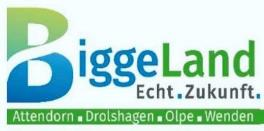 BiggeLand
Echt.Zukunft.
Attendorn ▪ Drolshagen ▪ Olpe ▪ Wenden